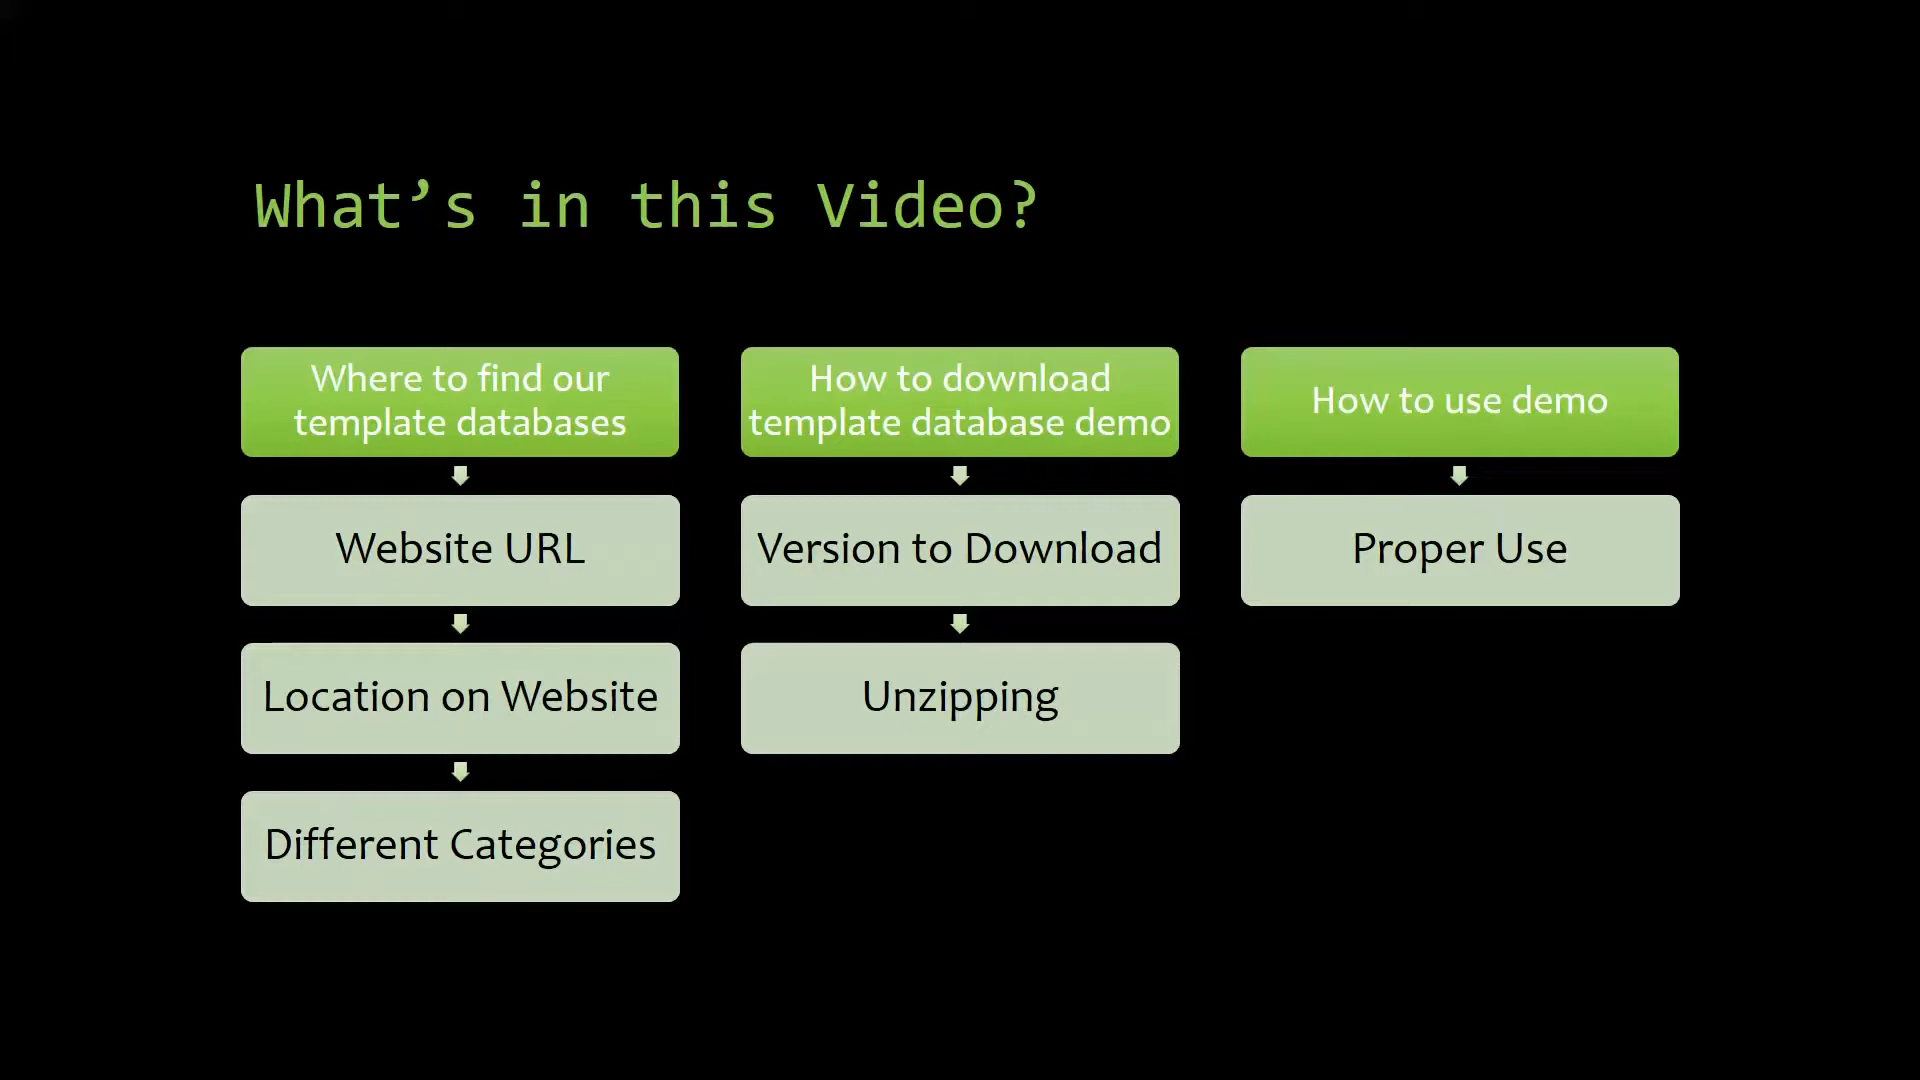 What’s in this Video?
Where to find our
template databases
Website URL
Location on Website
Different Categories
How to download
template database demo
Version to Download
Unzipping
How to use demo
Proper Use